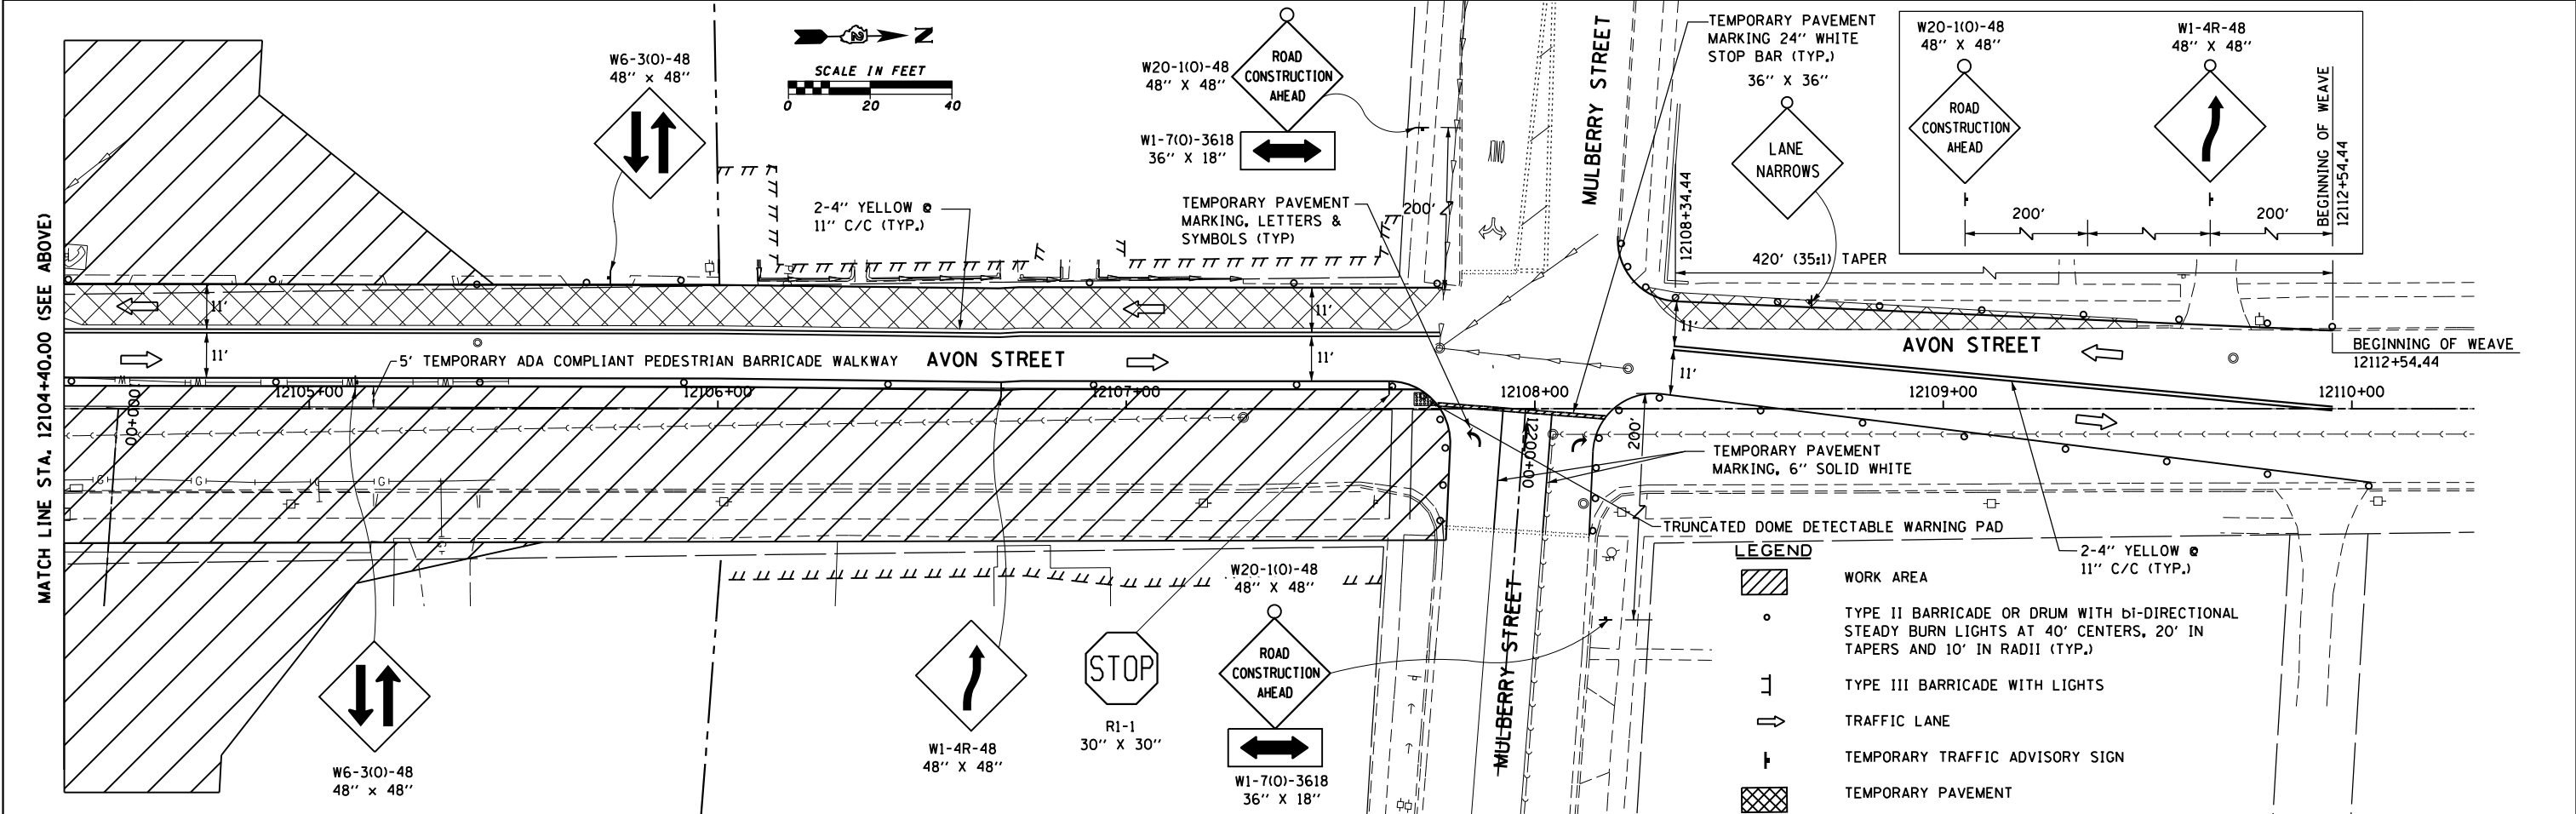 MATCH LINE STA. 12104+40.00 (SEE ABOVE)
W6-3(O)-48
48" x 48"
N
SCALE IN FEET
0 20 40
2-4" YELLOW @
11" C/C (TYP.)
W20-1(O)-48
48" X 48"
ROAD
CONSTRUCTION
AHEAD
W1-7(O)-3618
36" X 18"
TEMPORARY PAVEMENT
MARKING, LETTERS &
SYMBOLS (TYP)
200'
ONLY
MULBERRY STREET
TEMPORARY PAVEMENT
MARKING 24" WHITE
STOP BAR (TYP.)
36" X 36"
LANE
NARROWS
12108+34.44
420' (35:1) TAPER
W20-1(O)-48
48" X 48"
ROAD
CONSTRUCTION
AHEAD
W1-4R-48
48" X 48"
200'
200'
BEGINNING OF WEAVE
12112+54.44
11'
11'
11'
11'
11'
11'
5' TEMPORARY ADA COMPLIANT PEDESTRIAN BARRICADE WALKWAY
AVON STREET
AVON STREET
BEGINNING OF WEAVE
12112+54.44
12105+00
12106+00
12107+00
12108+00
12109+00
12110+00
W W W W
G G G G
12200+00
200'
TEMPORARY PAVEMENT
MARKING, 6" SOLID WHITE
TRUNCATED DOME DETECTABLE WARNING PAD
2-4" YELLOW @
11" C/C (TYP.)
W6-3(O)-48
48" x 48"
W1-4R-48
48" X 48"
STOP
R1-1
30" X 30"
W20-1(O)-48
48" X 48"
ROAD
CONSTRUCTION
AHEAD
W1-7(O)-3618
36" X 18"
MULBERRY STREET
LEGEND
WORK AREA
TYPE II BARRICADE OR DRUM WITH bI-DIRECTIONAL
STEADY BURN LIGHTS AT 40' CENTERS, 20' IN
TAPERS AND 10' IN RADII (TYP.)
TYPE III BARRICADE WITH LIGHTS
TRAFFIC LANE
TEMPORARY TRAFFIC ADVISORY SIGN
TEMPORARY PAVEMENT